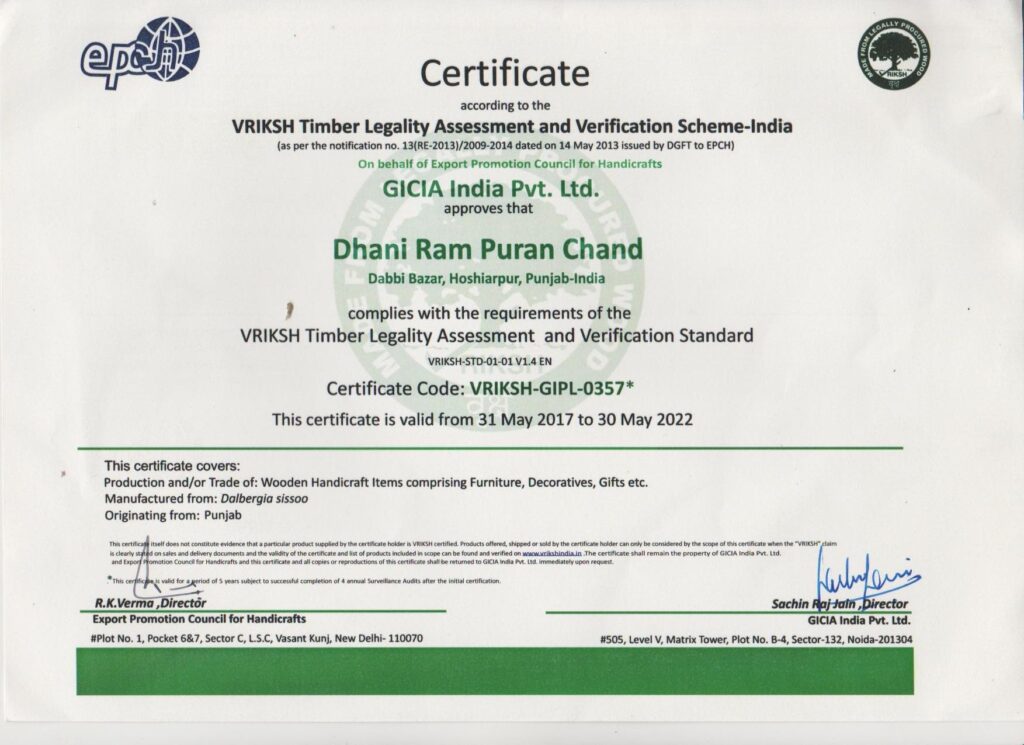 epch
MADE FROM LEGALLY PROCURED WOOD
VRIKSH
वृक्ष
Certificate
according to the
VRIKSH Timber Legality Assessment and Verification Scheme-India
(as per the notification no. 13(RE-2013)/2009-2014 dated on 14 May 2013 issued by DGFT to EPCH)
On behalf of Export Promotion Council for Handicrafts
GICIA India Pvt. Ltd.
approves that
Dhani Ram Puran Chand
Dabbi Bazar, Hoshiarpur, Punjab-India
complies with the requirements of the
VRIKSH Timber Legality Assessment and Verification Standard
VRIKSH-STD-01-01 V1.4 EN
Certificate Code: VRIKSH-GIPL-0357*
This certificate is valid from 31 May 2017 to 30 May 2022
This certificate covers:
Production and/or Trade of: Wooden Handicraft Items comprising Furniture, Decoratives, Gifts etc.
Manufactured from: Dalbergia sissoo
Originating from: Punjab
This certificate itself does not constitute evidence that a particular product supplied by the certificate holder is VRIKSH certified. Products offered, shipped or sold by the certificate holder can only be considered by the scope of this certificate when the "VRIKSH" claim
is clearly stated on sales and delivery documents and the validity of the certificate and list of products included in scope can be found and verified on www.vrikshindia.in .The certificate shall remain the property of GICIA India Pvt. Ltd.
and Export Promotion Council for Handicrafts and this certificate and all copies or reproductions of this certificate shall be returned to GICIA India Pvt. Ltd. immediately upon request.
*This certificate is valid for a period of 5 years subject to successful completion of 4 annual Surveillance Audits after the initial certification.
R.K.Verma ,Director
Export Promotion Council for Handicrafts
#Plot No. 1, Pocket 6&7, Sector C, L.S.C, Vasant Kunj, New Delhi- 110070
Sachin Raj Jain ,Director
GICIA India Pvt. Ltd.
#505, Level V, Matrix Tower, Plot No. B-4, Sector-132, Noida-201304